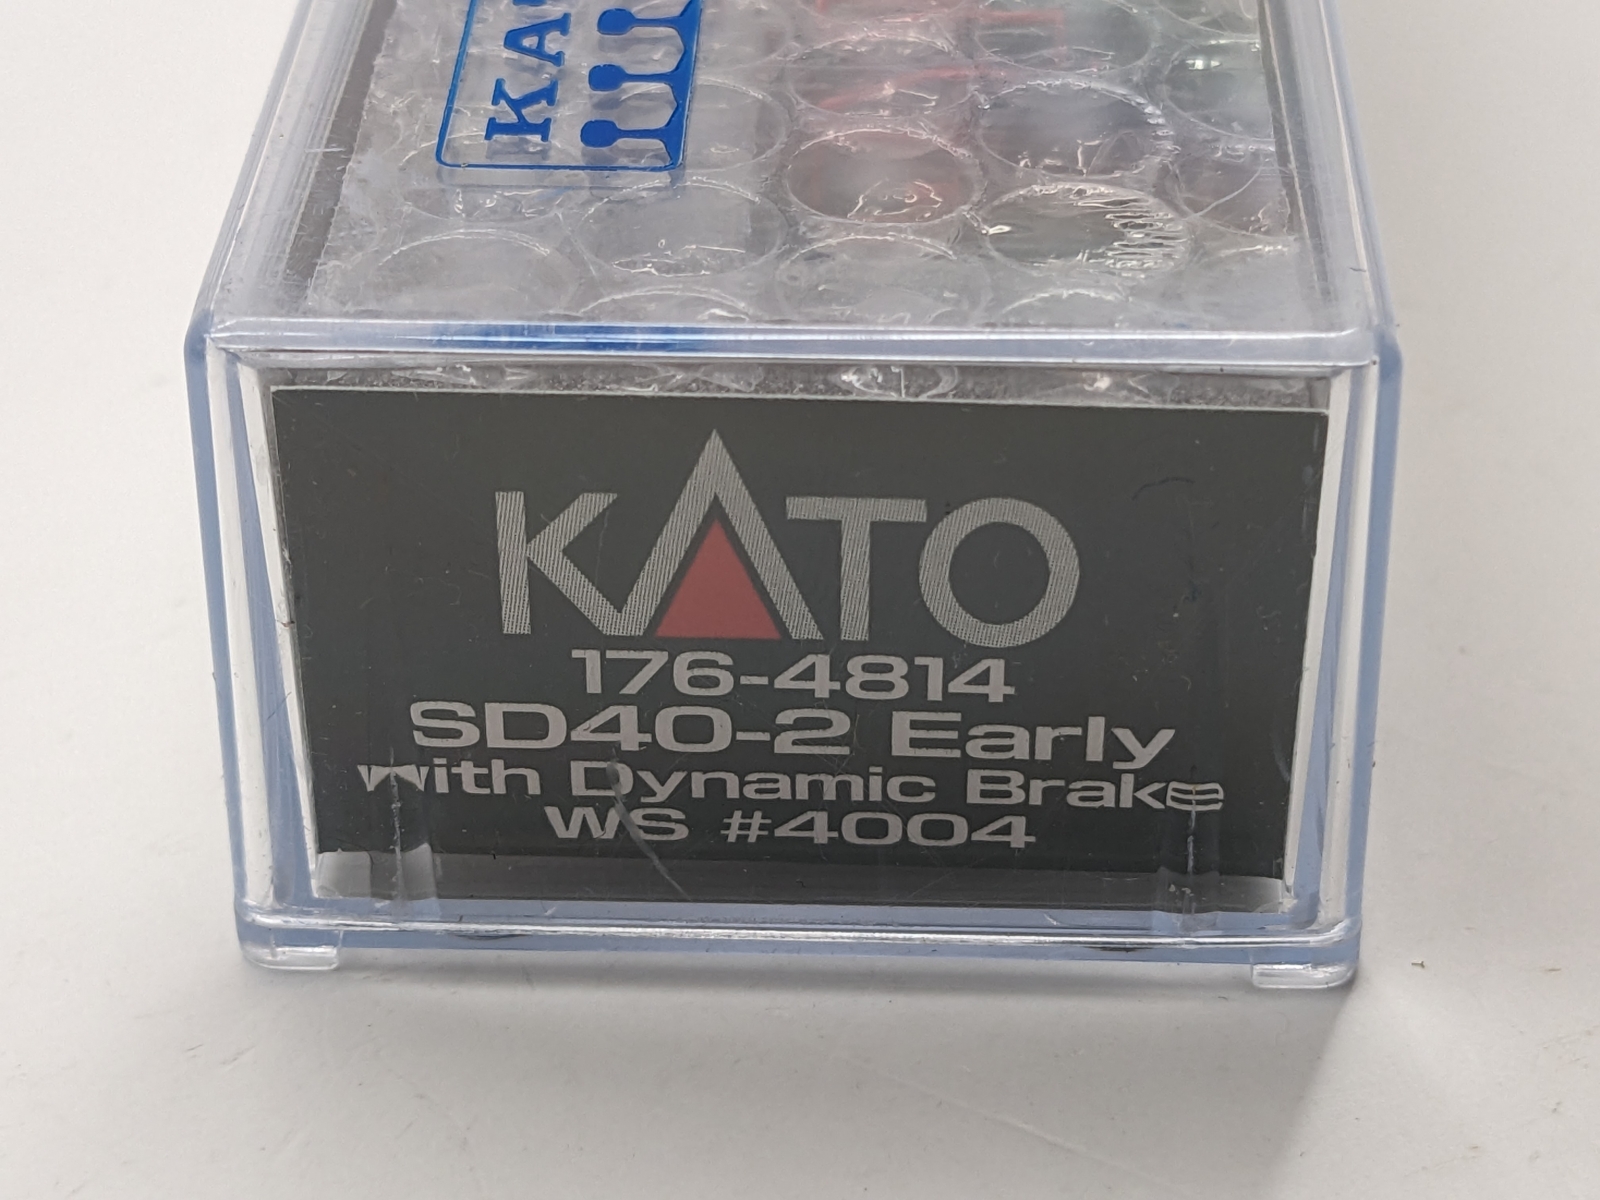 KATO
176-4814
SD40-2 Early
with Dynamic Brake
WS #4004